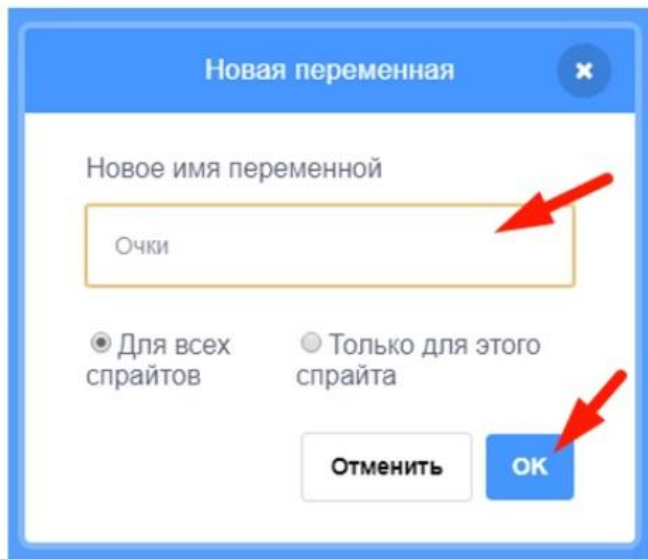 Новая переменная
Новое имя переменной
Очки
Для всех
спрайтов
Только для этого
спрайта
Отменить
ОК